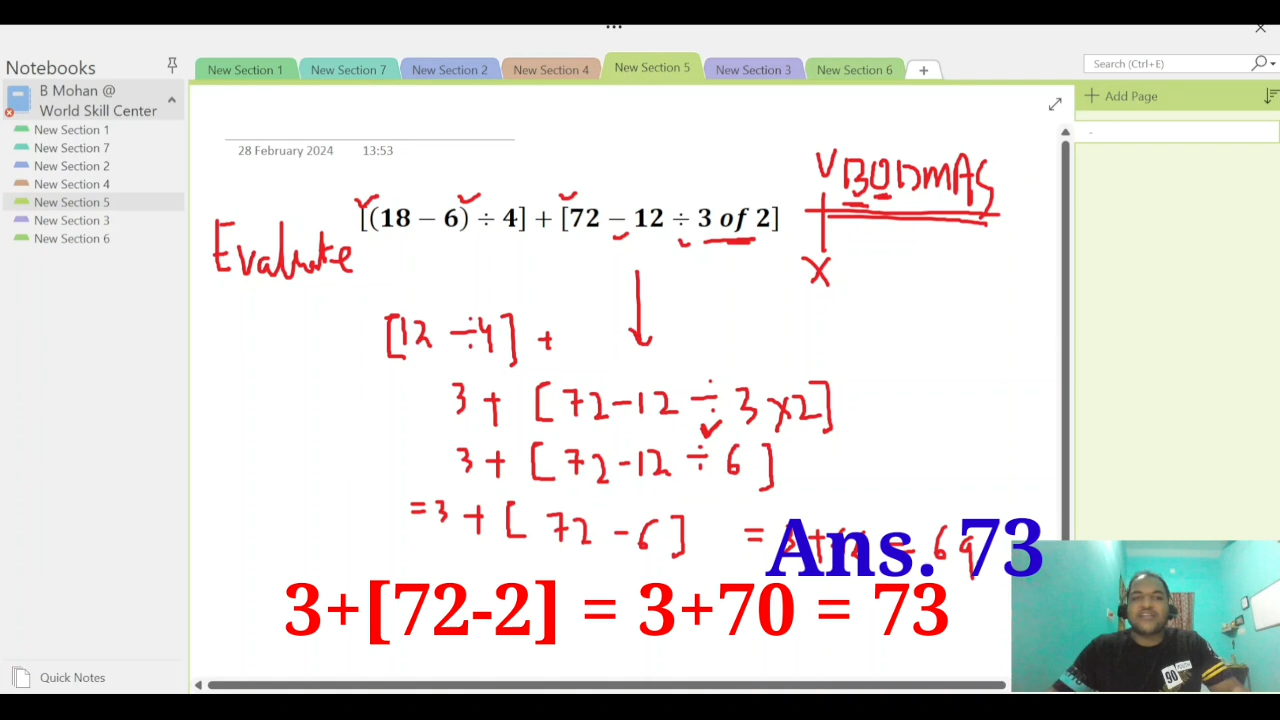 Notebooks
B Mohan @
World Skill Center
New Section 1
New Section 7
New Section 2
New Section 4
New Section 5
New Section 3
New Section 6
Quick Notes
New Section 1 New Section 7 New Section 2 New Section 4 New Section 5 New Section 3 New Section 6 +
Search (Ctrl+E)
Add Page
28 February 2024 13:53
VBODMAS
X
Evaluate
[(18 − 6) ÷ 4] + [72 − 12 ÷ 3 of 2]
[12 ÷ 4] +
3 + [72-12 ÷ 3 x 2]
3 + [72-12 ÷ 6]
= 3 + [72 - 6] = 3 + = 69
Ans. 73
3+[72-2] = 3+70 = 73
90